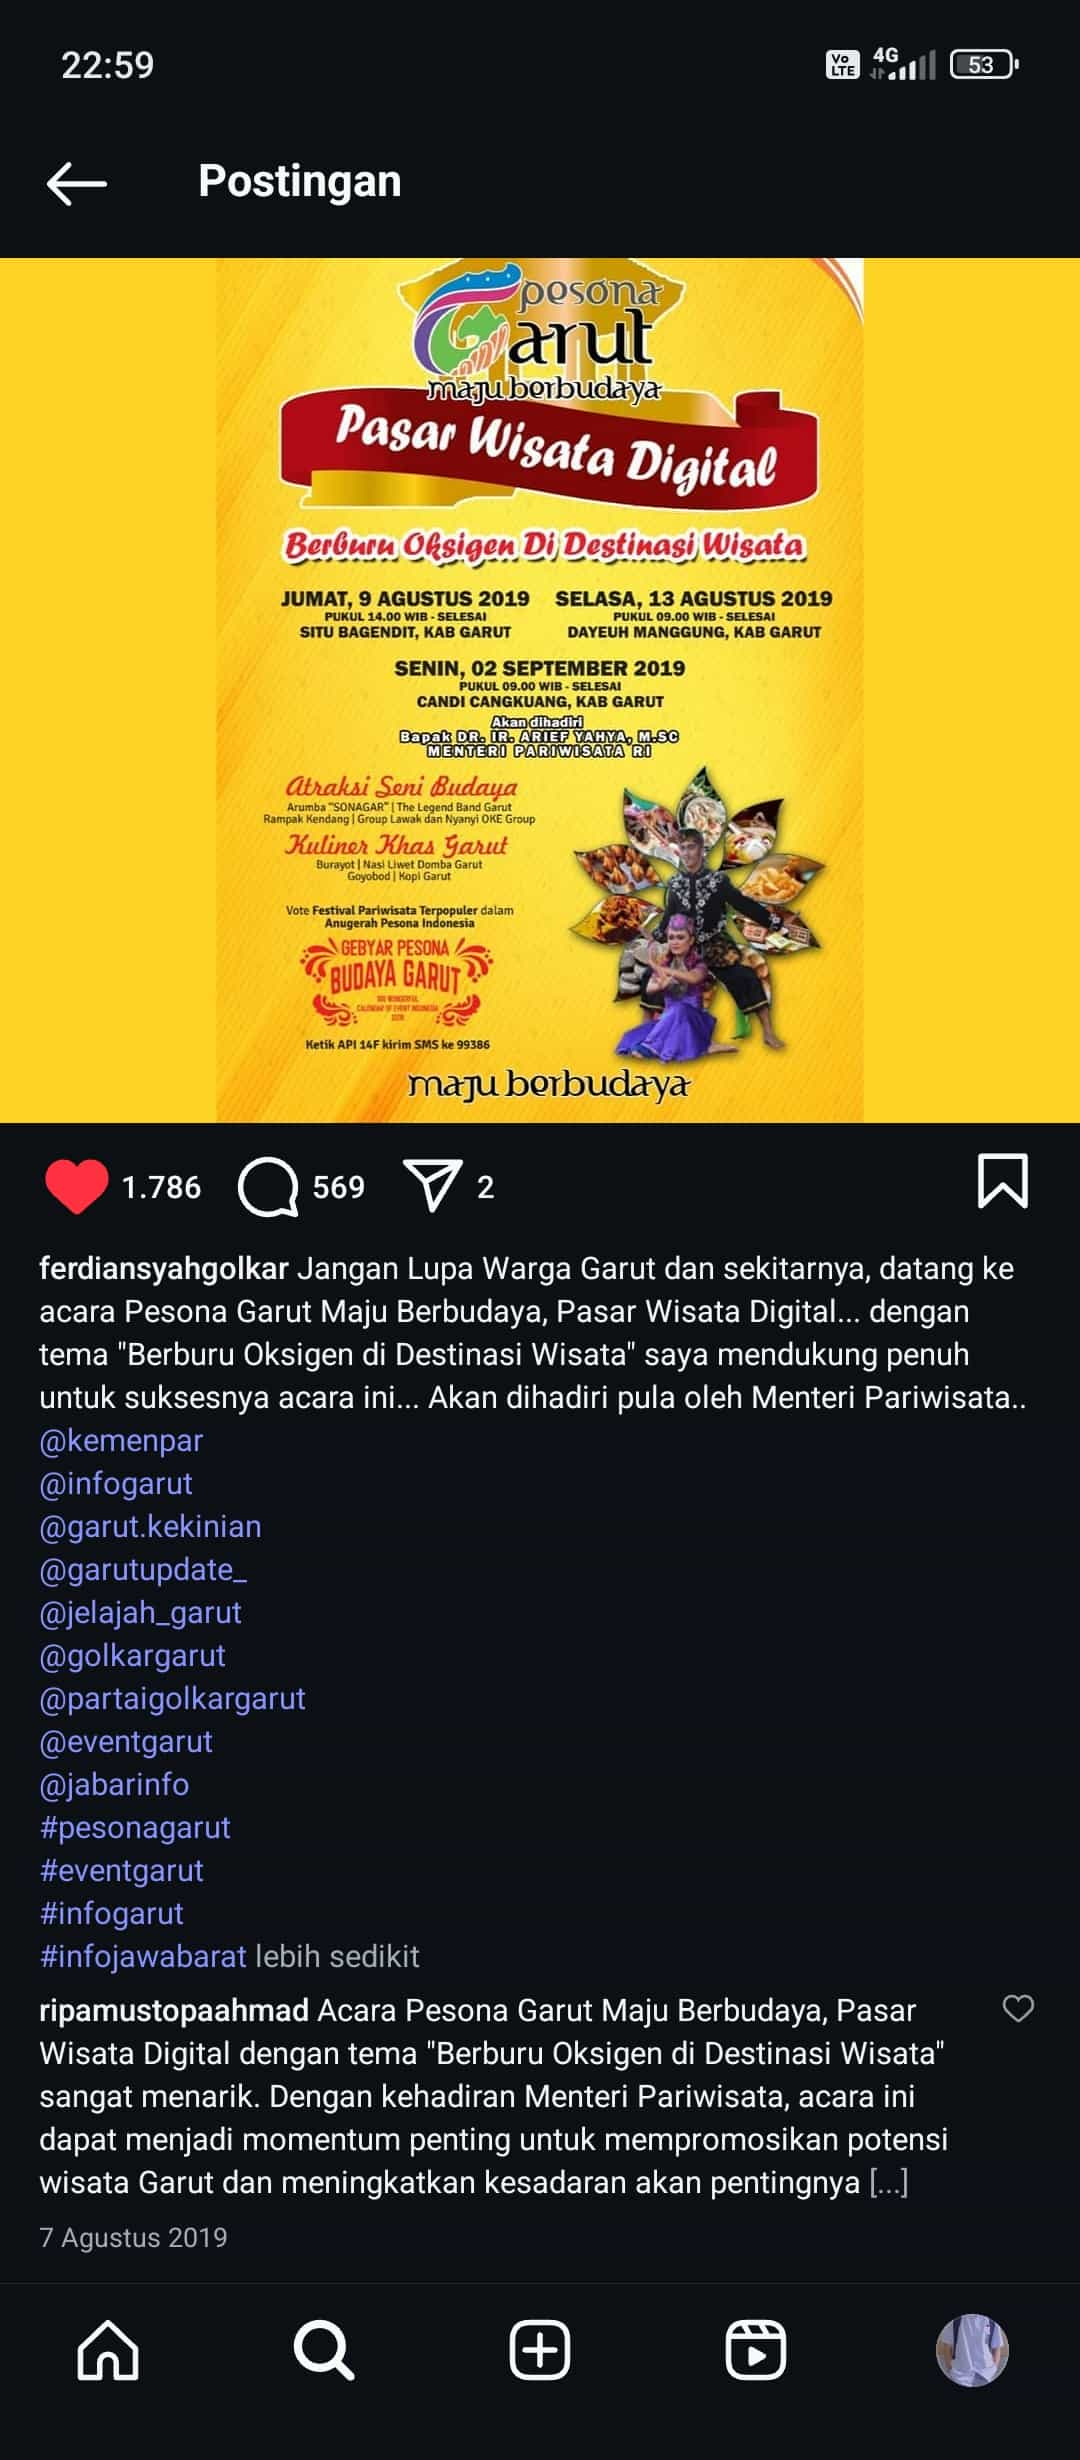 22:59
Vo LTE 4G 53
Postingan
pesona
Garut
maju berbudaya
Pasar Wisata Digital
Berburu Oksigen Di Destinasi Wisata
JUMAT, 9 AGUSTUS 2019
PUKUL 14.00 WIB - SELESAI
SITU BAGENDIT, KAB GARUT
SELASA, 13 AGUSTUS 2019
PUKUL 09.00 WIB - SELESAI
DAYEUH MANGGUNG, KAB GARUT
SENIN, 02 SEPTEMBER 2019
PUKUL 09.00 WIB - SELESAI
CANDI CANGKUANG, KAB GARUT
Akan dihadiri
Bapak DR. IR. ARIEF YAHYA, M.SC
MENTERI PARIWISATA RI
Atraksi Seni Budaya
Arumba "SONAGAR" | The Legend Band Garut
Rampak Kendang | Group Lawak dan Nyanyi OKE Group
Kuliner Khas Garut
Burayot | Nasi Liwet Domba Garut
Goyobod | Kopi Garut
Vote Festival Pariwisata Terpopuler dalam
Anugerah Pesona Indonesia
GEBYAR PESONA
BUDAYA GARUT
100 WONDERFUL
CALENDAR OF EVENT INDONESIA
Ketik API 14F kirim SMS ke 99386
maju berbudaya
1.786 569 2
ferdiansyahgolkar Jangan Lupa Warga Garut dan sekitarnya, datang ke
acara Pesona Garut Maju Berbudaya, Pasar Wisata Digital... dengan
tema "Berburu Oksigen di Destinasi Wisata" saya mendukung penuh
untuk suksesnya acara ini... Akan dihadiri pula oleh Menteri Pariwisata..
@kemenpar
@infogarut
@garut.kekinian
@garutupdate_
@jelajah_garut
@golkargarut
@partaigolkargarut
@eventgarut
@jabarinfo
#pesonagarut
#eventgarut
#infogarut
#infojawabarat lebih sedikit
ripamustopaahmad Acara Pesona Garut Maju Berbudaya, Pasar
Wisata Digital dengan tema "Berburu Oksigen di Destinasi Wisata"
sangat menarik. Dengan kehadiran Menteri Pariwisata, acara ini
dapat menjadi momentum penting untuk mempromosikan potensi
wisata Garut dan meningkatkan kesadaran akan pentingnya [...]
7 Agustus 2019